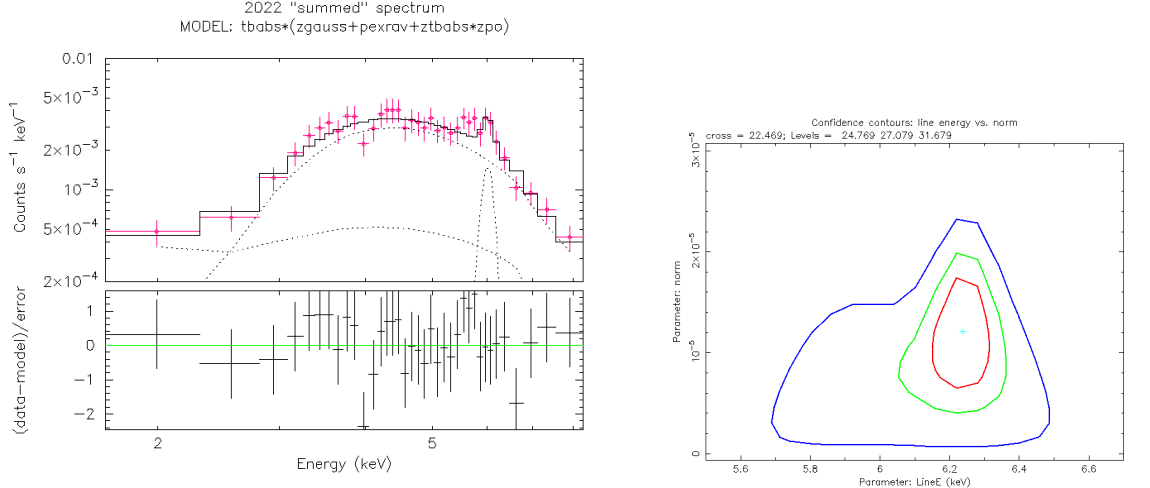 2022 "summed" spectrum
MODEL: tbabs*(zgauss+pexrav+ztbabs*zpo)
0.01
5×10⁻³
2×10⁻³
10⁻³
5×10⁻⁴
2×10⁻⁴
Counts s⁻¹ keV⁻¹
1
0
−1
−2
(data−model)/error
2
5
Energy (keV)
Confidence contours: line energy vs. norm
cross = 22.469; Levels = 24.769 27.079 31.679
3×10⁻⁵
2×10⁻⁵
10⁻⁵
0
Parameter: norm
5.6
5.8
6
6.2
6.4
6.6
Parameter: LineE (keV)